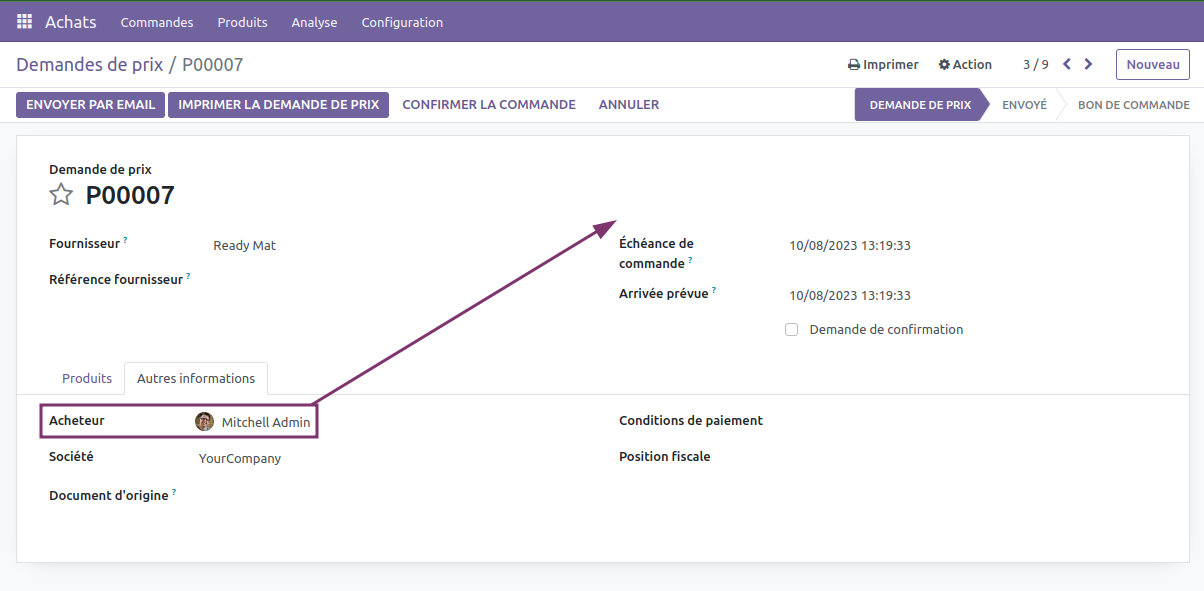 Achats Commandes Produits Analyse Configuration
Demandes de prix / P00007 Imprimer Action 3 / 9 Nouveau
ENVOYER PAR EMAIL IMPRIMER LA DEMANDE DE PRIX CONFIRMER LA COMMANDE ANNULER DEMANDE DE PRIX ENVOYÉ BON DE COMMANDE
Demande de prix
P00007
Fournisseur ? Ready Mat
Référence fournisseur ?
Échéance de
commande ? 10/08/2023 13:19:33
Arrivée prévue ? 10/08/2023 13:19:33
Demande de confirmation
Produits Autres informations
Acheteur Mitchell Admin
Société YourCompany
Document d'origine ?
Conditions de paiement
Position fiscale